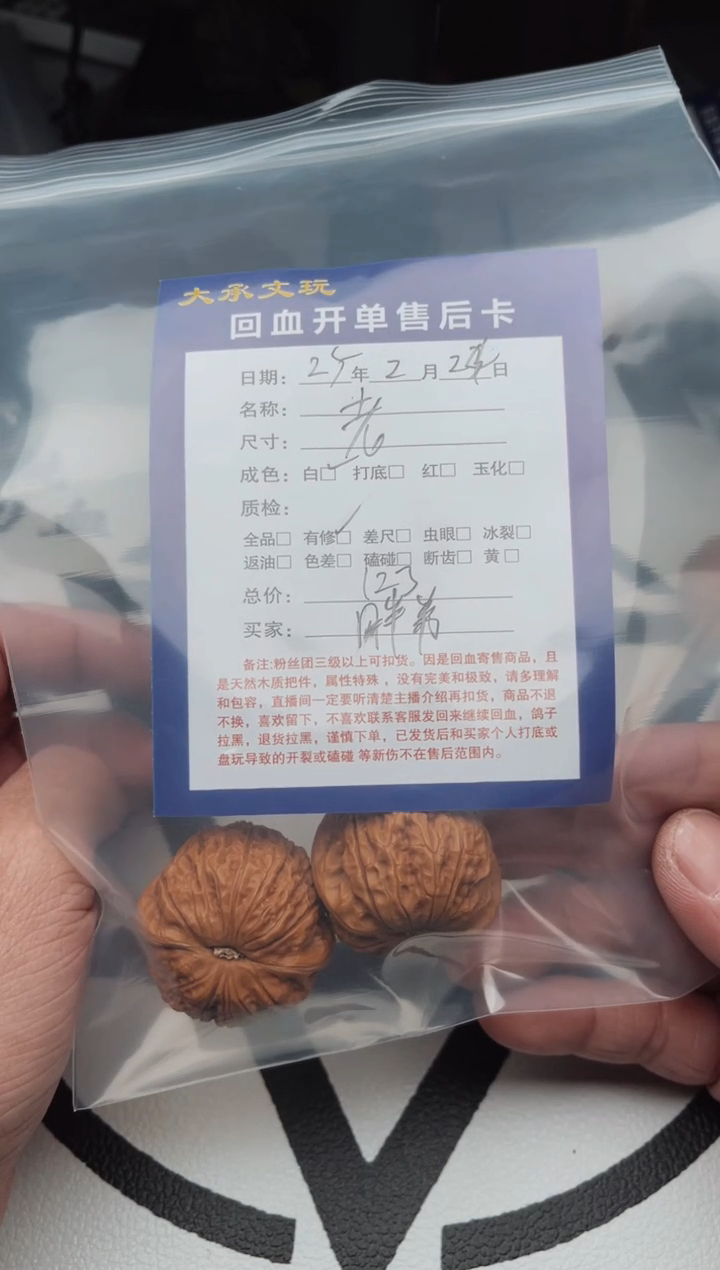 大承文玩
回血开单售后卡
日期： 25年 2 月 日
名称：
尺寸：
成色：白□✓ 打底□ 红□ 玉化□
质检：
全品□ 有修□✓ 差尺□ 虫眼□ 冰裂□
返油□ 色差□ 磕碰□ 断齿□ 黄□
总价：
买家：胖弟
备注:粉丝团三级以上可扣货。因是回血寄售商品，且
是天然木质把件，属性特殊，没有完美和极致，请多理解
和包容，直播间一定要听清楚主播介绍再扣货，商品不退
不换，喜欢留下，不喜欢联系客服发回来继续回血，鸽子
拉黑，退货拉黑，谨慎下单，已发货后和买家个人打底或
盘玩导致的开裂或磕碰 等新伤不在售后范围内。